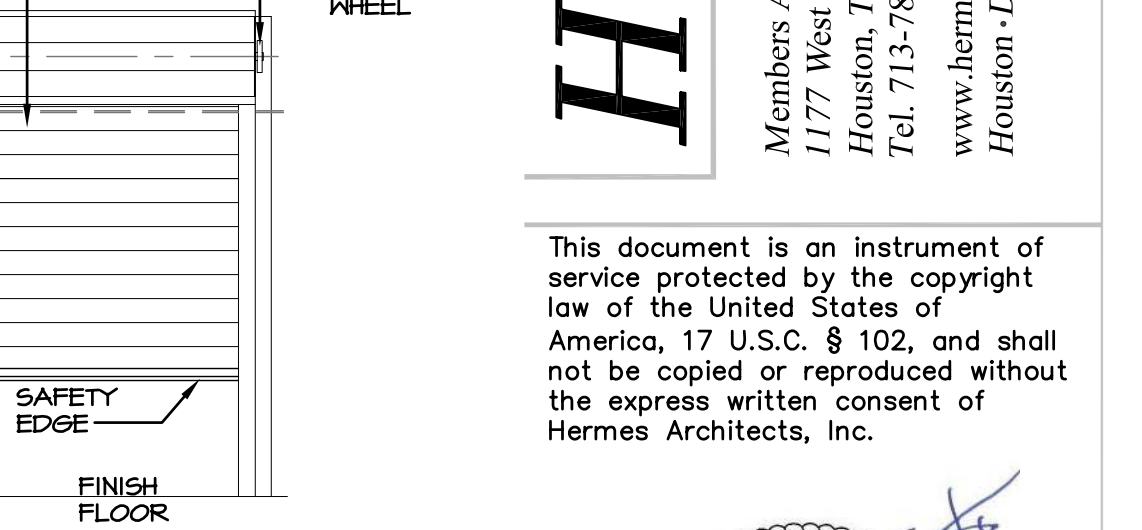 WHEEL
SAFETY
EDGE
FINISH
FLOOR
Members
1177 West
Houston,
Tel. 713-78
www.herm
Houston •
This document is an instrument of
service protected by the copyright
law of the United States of
America, 17 U.S.C. § 102, and shall
not be copied or reproduced without
the express written consent of
Hermes Architects, Inc.